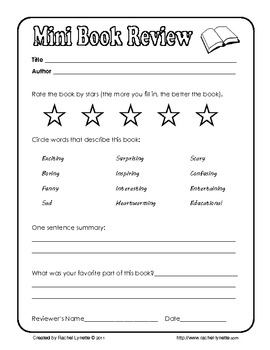 Mini Book Review
Title
Author
Rate the book by stars (the more you fill in, the better the book).
Circle words that describe this book:
Exciting Surprising Scary
Boring Inspiring Confusing
Funny Interesting Entertaining
Sad Heartwarming Educational
One sentence summary:
What was your favorite part of this book?
Reviewer's Name Date
Created by Rachel Lynette © 2011 http://www.rachel-lynette.com